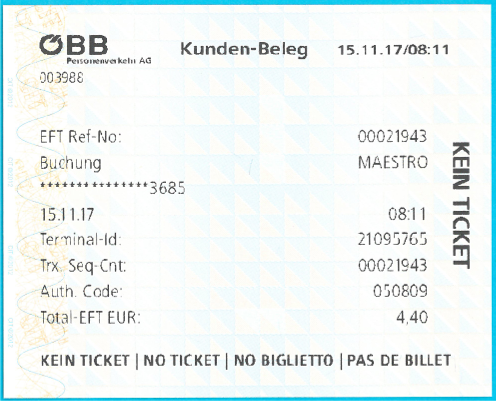 ÖBB Kunden-Beleg 15.11.17/08:11
Personenverkehr AG
003988
EFT Ref-No: 00021943
Buchung MAESTRO
***************3685
15.11.17 08:11
Terminal-Id: 21095765
Trx. Seq-Cnt: 00021943
Auth. Code: 050809
Total-EFT EUR: 4,40
KEIN TICKET
KEIN TICKET | NO TICKET | NO BIGLIETTO | PAS DE BILLET